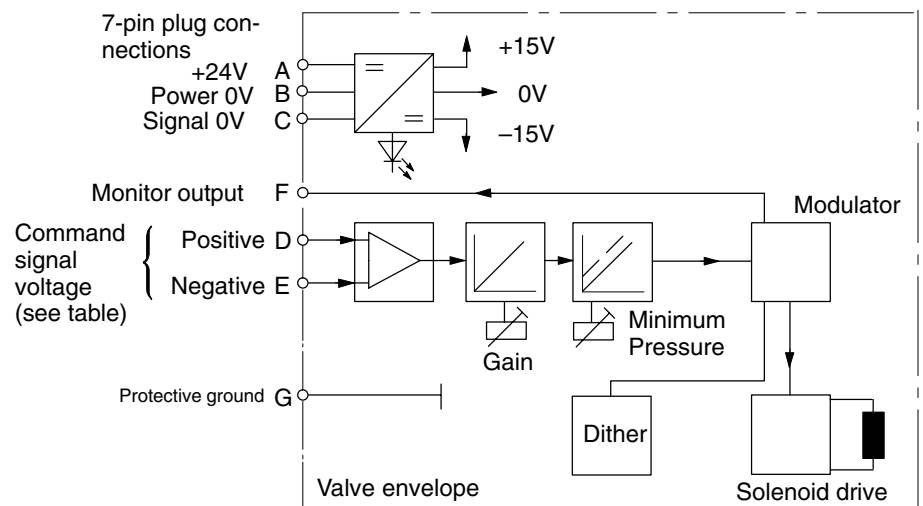 7-pin plug con-
nections
+24V A
Power 0V B
Signal 0V C
+15V
0V
–15V
Monitor output F
Modulator
Command
signal
voltage
(see table)
Positive D
Negative E
Gain
Minimum
Pressure
Protective ground G
Dither
Valve envelope
Solenoid drive